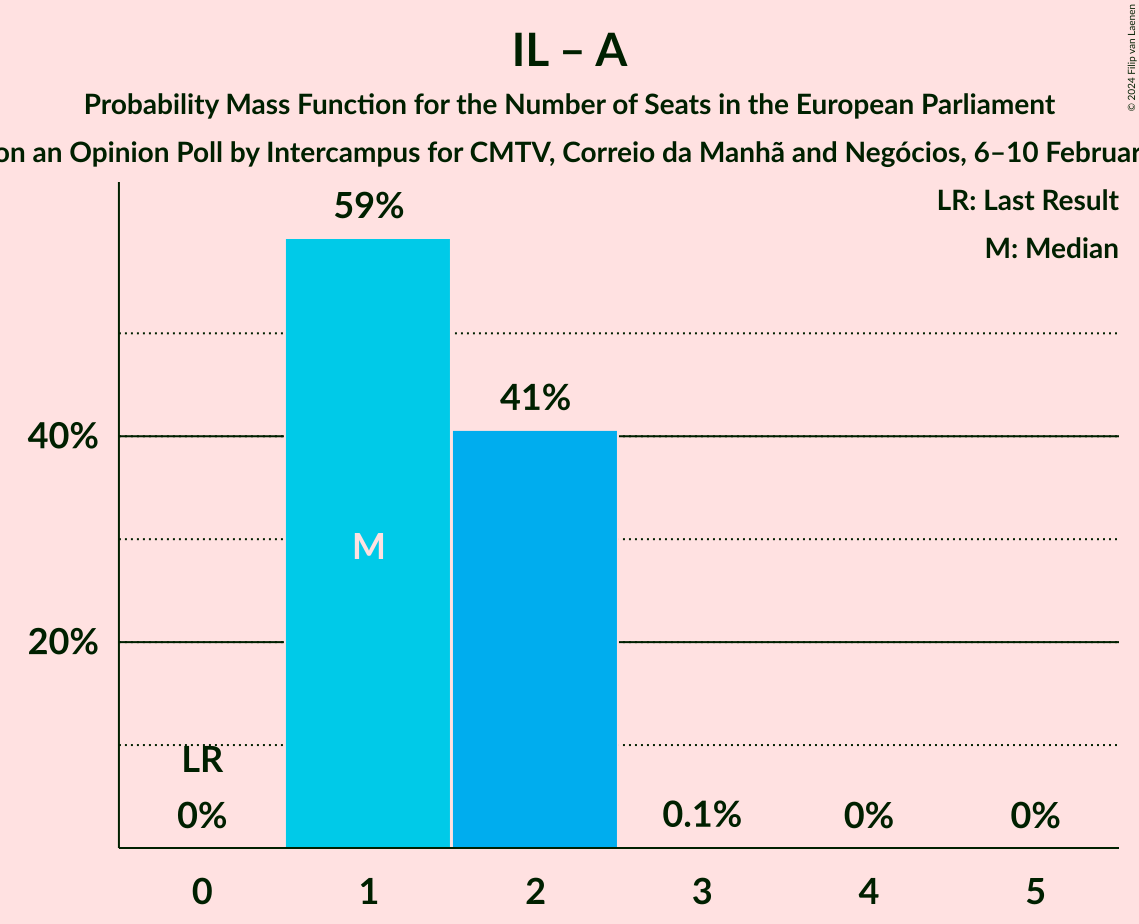 IL – A
Probability Mass Function for the Number of Seats in the European Parliament
on an Opinion Poll by Intercampus for CMTV, Correio da Manhã and Negócios, 6–10
LR: Last Result
M: Median
59%
41%
40%
M
20%
LR
0%
0.1%
0%
0%
0
1
2
3
4
5
© 2024 Filip van Laenen